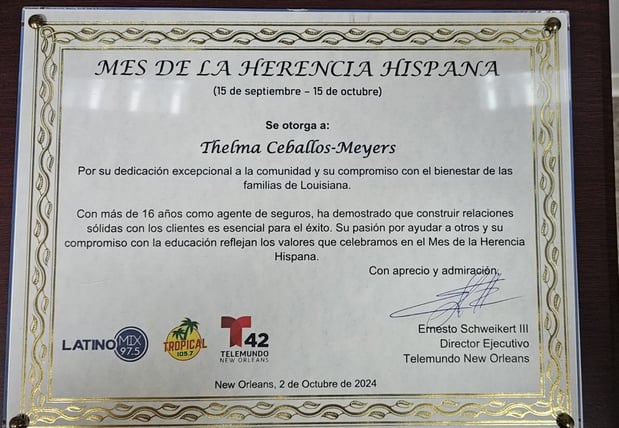 MES DE LA HERENCIA HISPANA
(15 de septiembre – 15 de octubre)
Se otorga a:
Thelma Ceballos-Meyers
Por su dedicación excepcional a la comunidad y su compromiso con el bienestar de las
familias de Louisiana.
Con más de 16 años como agente de seguros, ha demostrado que construir relaciones
sólidas con los clientes es esencial para el éxito. Su pasión por ayudar a otros y su
compromiso con la educación reflejan los valores que celebramos en el Mes de la Herencia
Hispana.
Con aprecio y admiración,
Ernesto Schweikert III
Director Ejecutivo
Telemundo New Orleans
LATINO MIX 97.5
TROPICAL
105.7
T 42
TELEMUNDO
NEW ORLEANS
New Orleans, 2 de Octubre de 2024